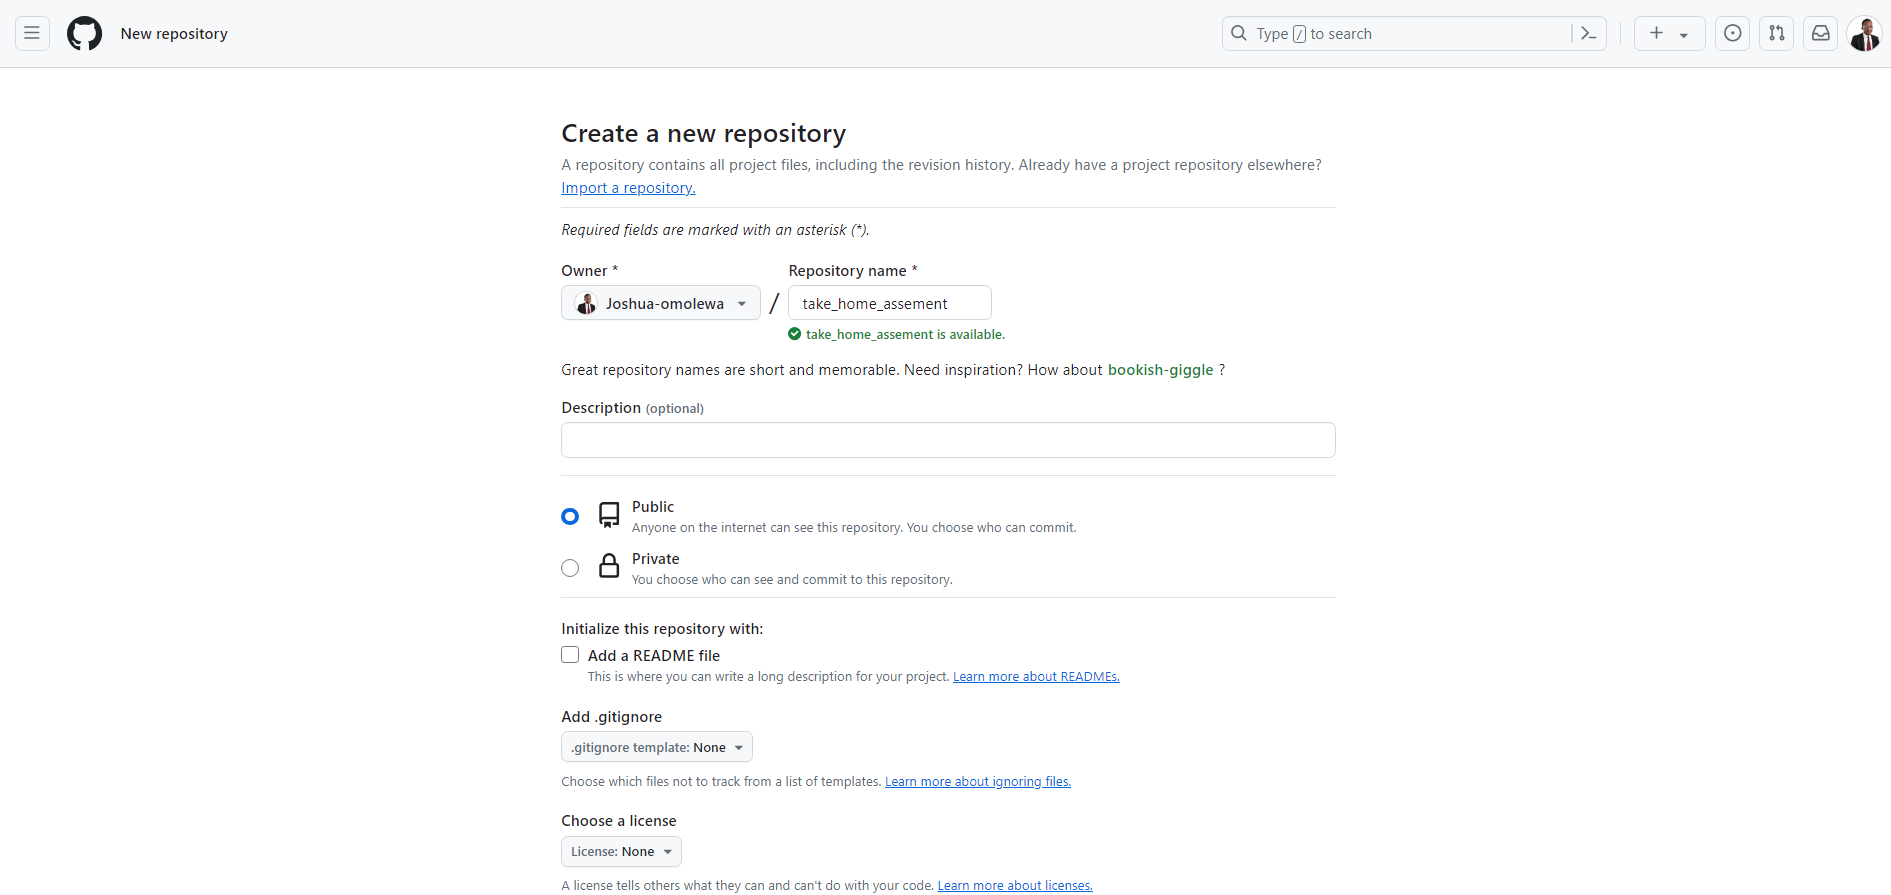 New repository
Type / to search
Create a new repository
A repository contains all project files, including the revision history. Already have a project repository elsewhere?
Import a repository.
Required fields are marked with an asterisk (*).
Owner *
Repository name *
Joshua-omolewa
/
take_home_assement
take_home_assement is available.
Great repository names are short and memorable. Need inspiration? How about bookish-giggle ?
Description (optional)
Public
Anyone on the internet can see this repository. You choose who can commit.
Private
You choose who can see and commit to this repository.
Initialize this repository with:
Add a README file
This is where you can write a long description for your project. Learn more about READMEs.
Add .gitignore
.gitignore template: None
Choose which files not to track from a list of templates. Learn more about ignoring files.
Choose a license
License: None
A license tells others what they can and can't do with your code. Learn more about licenses.